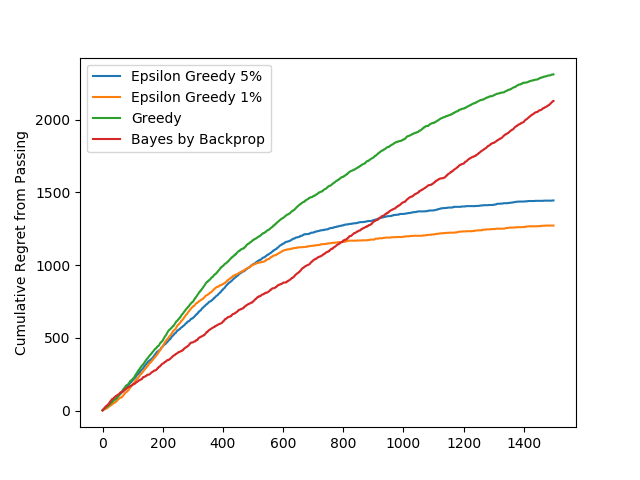 Epsilon Greedy 5%
Epsilon Greedy 1%
Greedy
Bayes by Backprop
Cumulative Regret from Passing
2000
1500
1000
500
0
0 200 400 600 800 1000 1200 1400